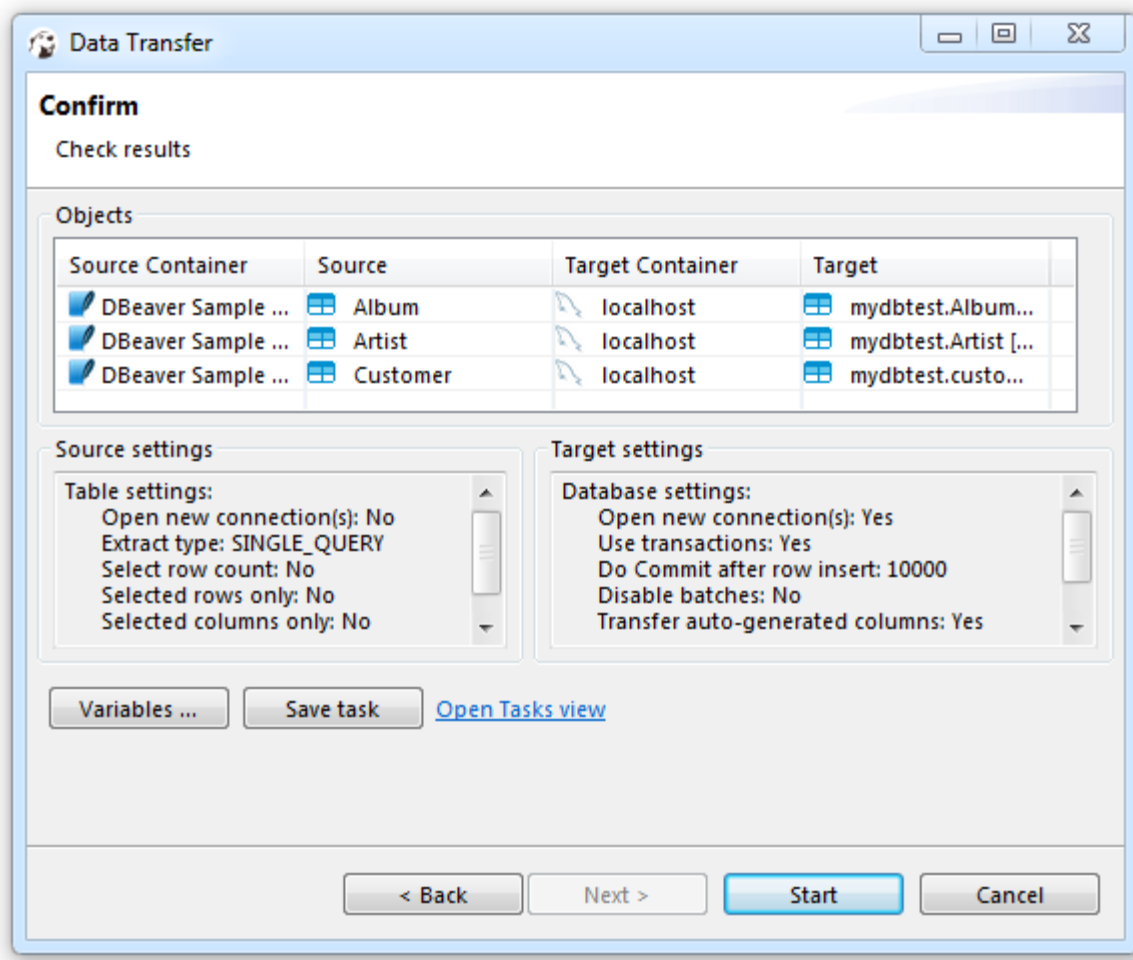 Data Transfer
Confirm
Check results
Objects
Source Container Source Target Container Target
DBeaver Sample ... Album localhost mydbtest.Album...
DBeaver Sample ... Artist localhost mydbtest.Artist [...
DBeaver Sample ... Customer localhost mydbtest.custo...
Source settings
Table settings:
Open new connection(s): No
Extract type: SINGLE_QUERY
Select row count: No
Selected rows only: No
Selected columns only: No
Target settings
Database settings:
Open new connection(s): Yes
Use transactions: Yes
Do Commit after row insert: 10000
Disable batches: No
Transfer auto-generated columns: Yes
Variables ... Save task Open Tasks view
< Back Next > Start Cancel